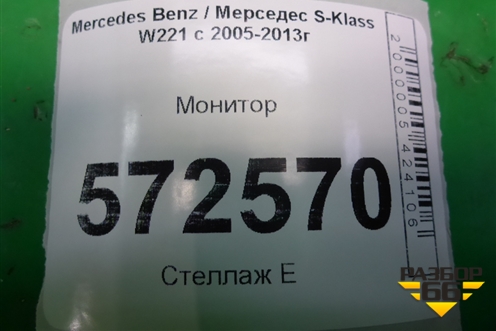 Mercedes Benz / Мерседес S-Klass
W221 с 2005-2013г
Монитор
572570
Стеллаж Е
2000005424106
РАЗБОР
66